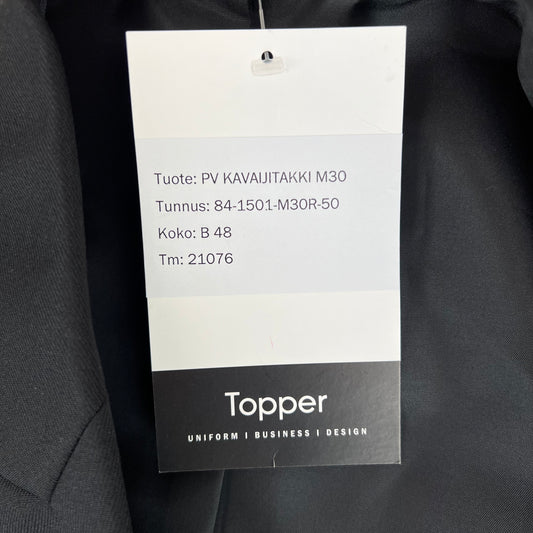 Tuote: PV KAVAIJITAKKI M30
Tunnus: 84-1501-M30R-50
Koko: B 48
Tm: 21076
Topper
UNIFORM I BUSINESS I DESIGN